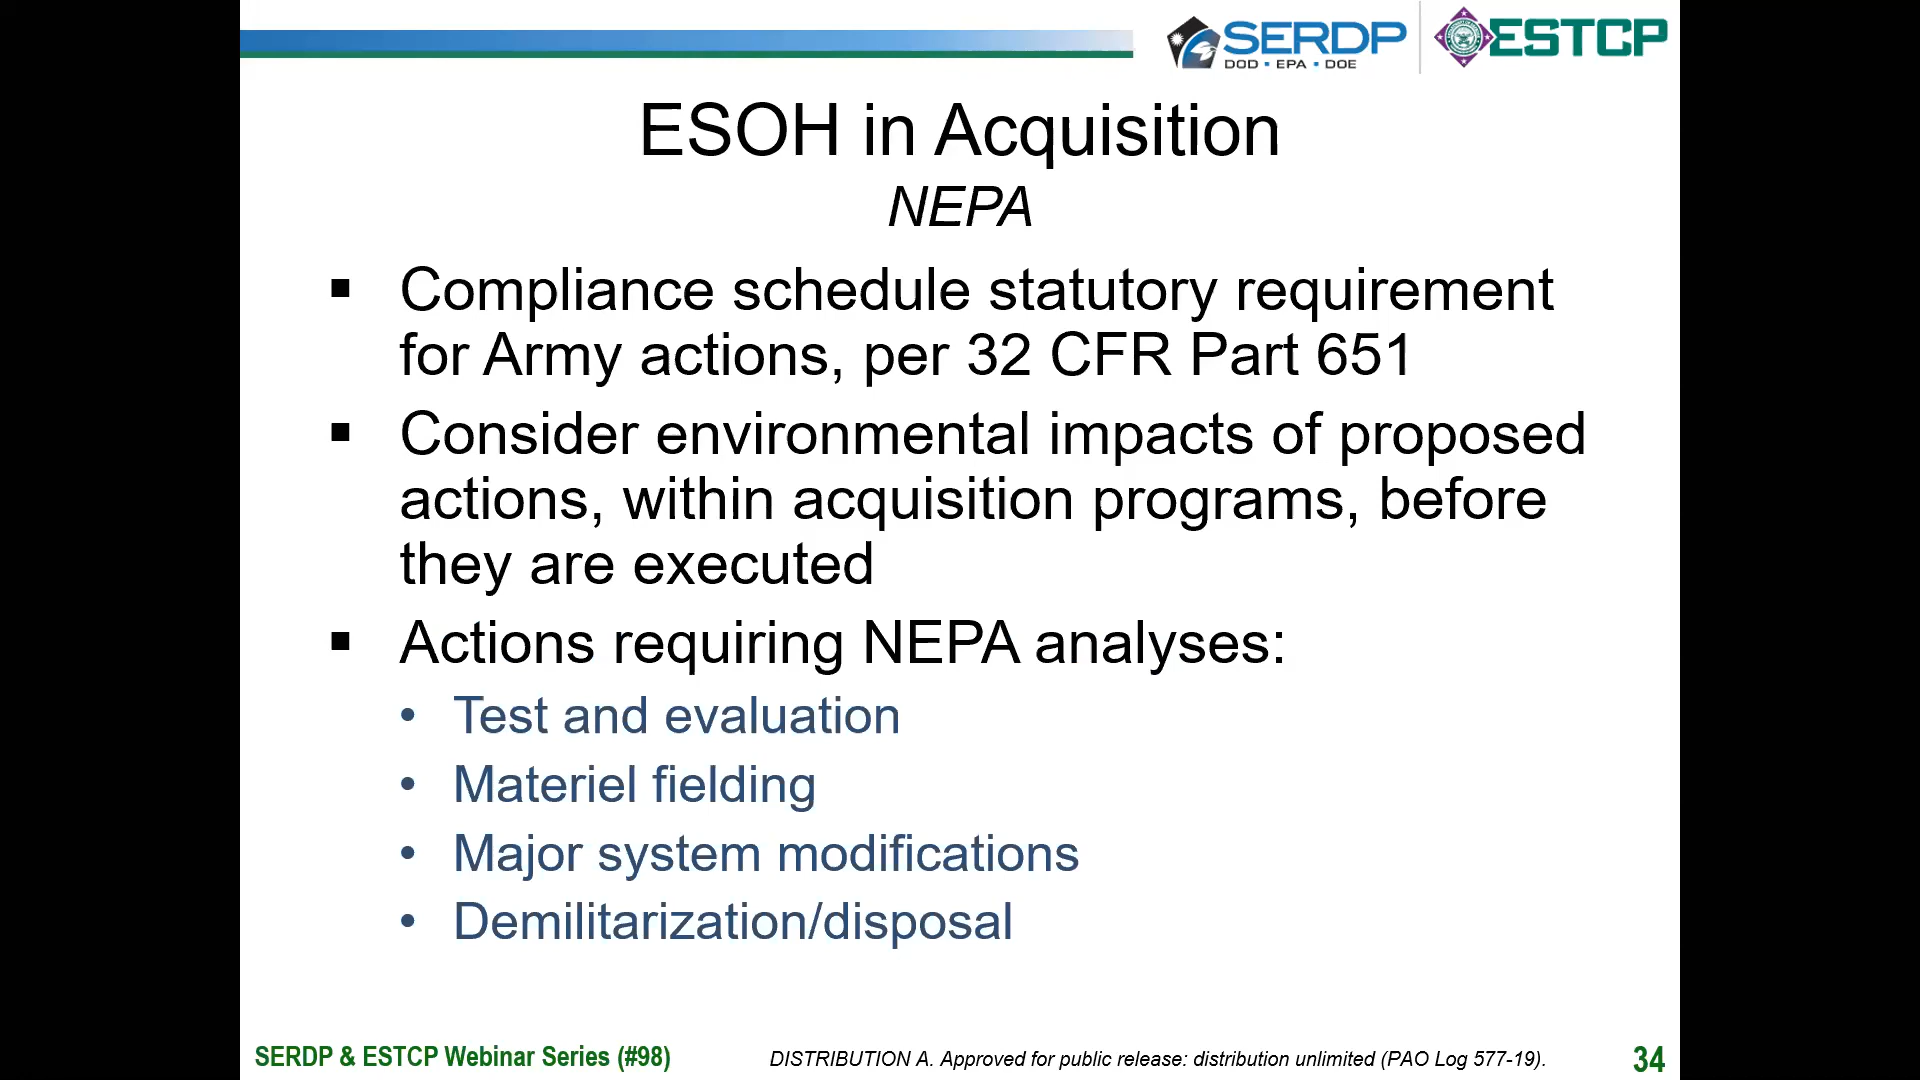 SERDP
DOD ▪ EPA ▪ DOE
ESTCP
ESOH in Acquisition
NEPA
▪ Compliance schedule statutory requirement
for Army actions, per 32 CFR Part 651
▪ Consider environmental impacts of proposed
actions, within acquisition programs, before
they are executed
▪ Actions requiring NEPA analyses:
• Test and evaluation
• Materiel fielding
• Major system modifications
• Demilitarization/disposal
SERDP & ESTCP Webinar Series (#98)
DISTRIBUTION A. Approved for public release: distribution unlimited (PAO Log 577-19).
34